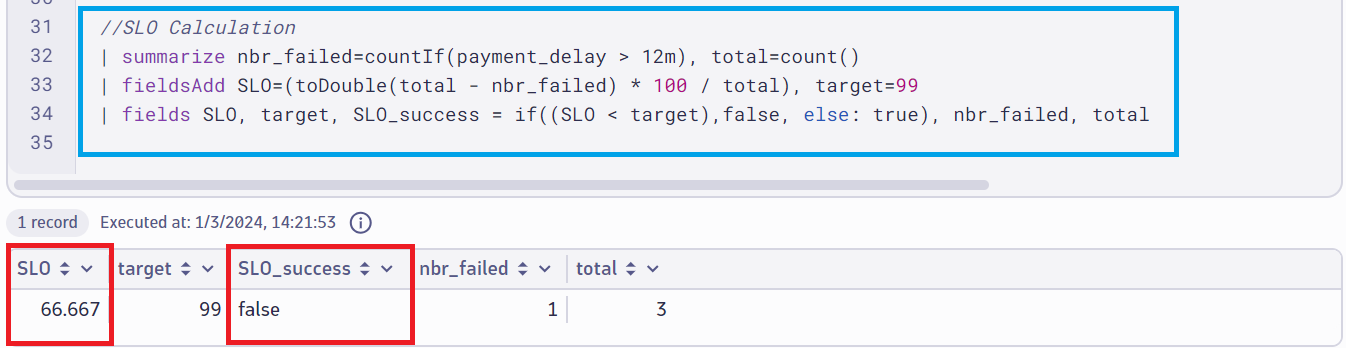 31 //SLO Calculation
32 | summarize nbr_failed=countIf(payment_delay > 12m), total=count()
33 | fieldsAdd SLO=(toDouble(total - nbr_failed) * 100 / total), target=99
34 | fields SLO, target, SLO_success = if((SLO < target),false, else: true), nbr_failed, total
35
1 record Executed at: 1/3/2024, 14:21:53
SLO target SLO_success nbr_failed total
66.667 99 false 1 3